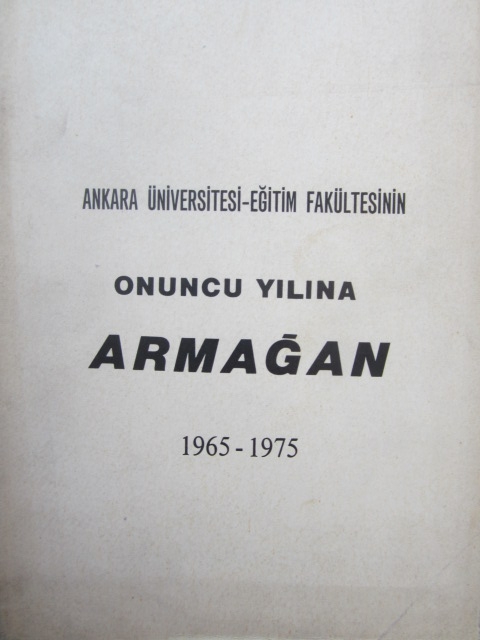 ANKARA ÜNİVERSİTESİ-EĞİTİM FAKÜLTESİNİN
ONUNCU YILINA
ARMAĞAN
1965 - 1975